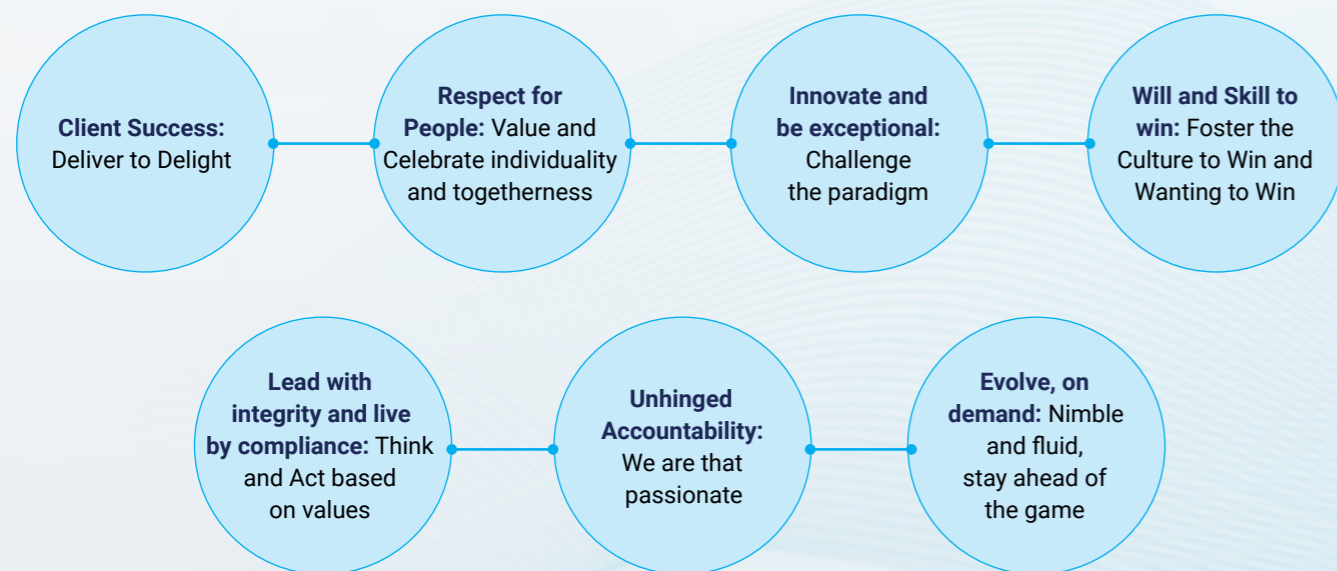 Client Success:
Deliver to Delight
Respect for
People: Value and
Celebrate individuality
and togetherness
Innovate and
be exceptional:
Challenge
the paradigm
Will and Skill to
win: Foster the
Culture to Win and
Wanting to Win
Lead with
integrity and live
by compliance: Think
and Act based
on values
Unhinged
Accountability:
We are that
passionate
Evolve, on
demand: Nimble
and fluid,
stay ahead of
the game